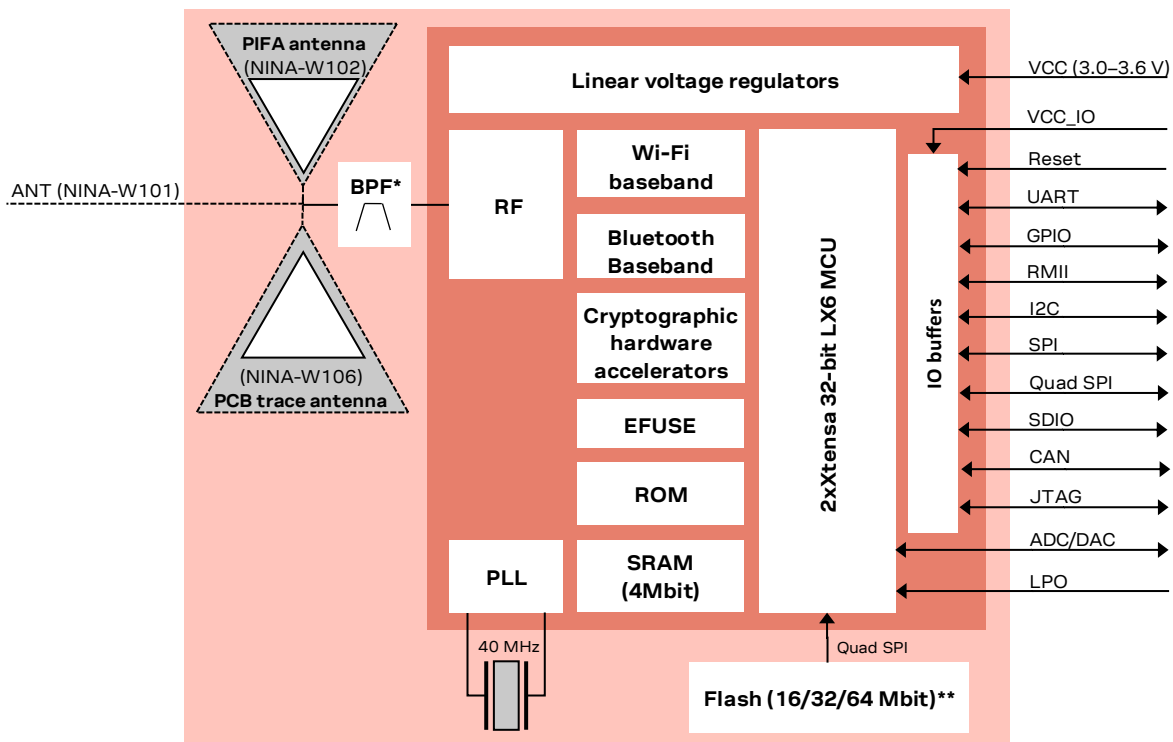 PIFA antenna
(NINA-W102)
ANT (NINA-W101)
BPF*
(NINA-W106)
PCB trace antenna
Linear voltage regulators
RF
Wi-Fi
baseband
Bluetooth
Baseband
Cryptographic
hardware
accelerators
EFUSE
ROM
SRAM
(4Mbit)
PLL
40 MHz
2xXtensa 32-bit LX6 MCU
IO buffers
Quad SPI
Flash (16/32/64 Mbit)**
VCC (3.0–3.6 V)
VCC_IO
Reset
UART
GPIO
RMII
I2C
SPI
Quad SPI
SDIO
CAN
JTAG
ADC/DAC
LPO